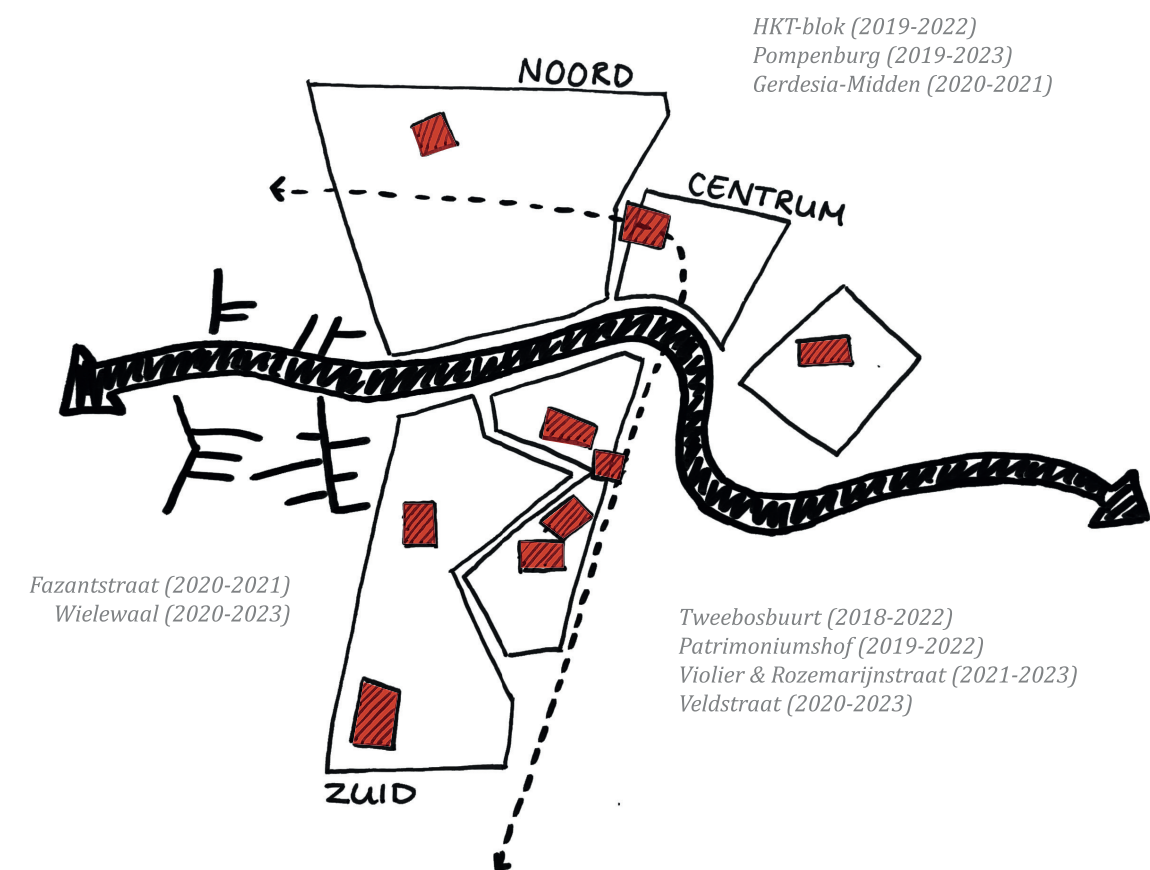 HKT-blok (2019-2022)
Pompenburg (2019-2023)
Gerdesia-Midden (2020-2021)
NOORD
CENTRUM
Fazantstraat (2020-2021)
Wielewaal (2020-2023)
Tweebosbuurt (2018-2022)
Patrimoniumshof (2019-2022)
Violier & Rozemarijnstraat (2021-2023)
Veldstraat (2020-2023)
ZUID